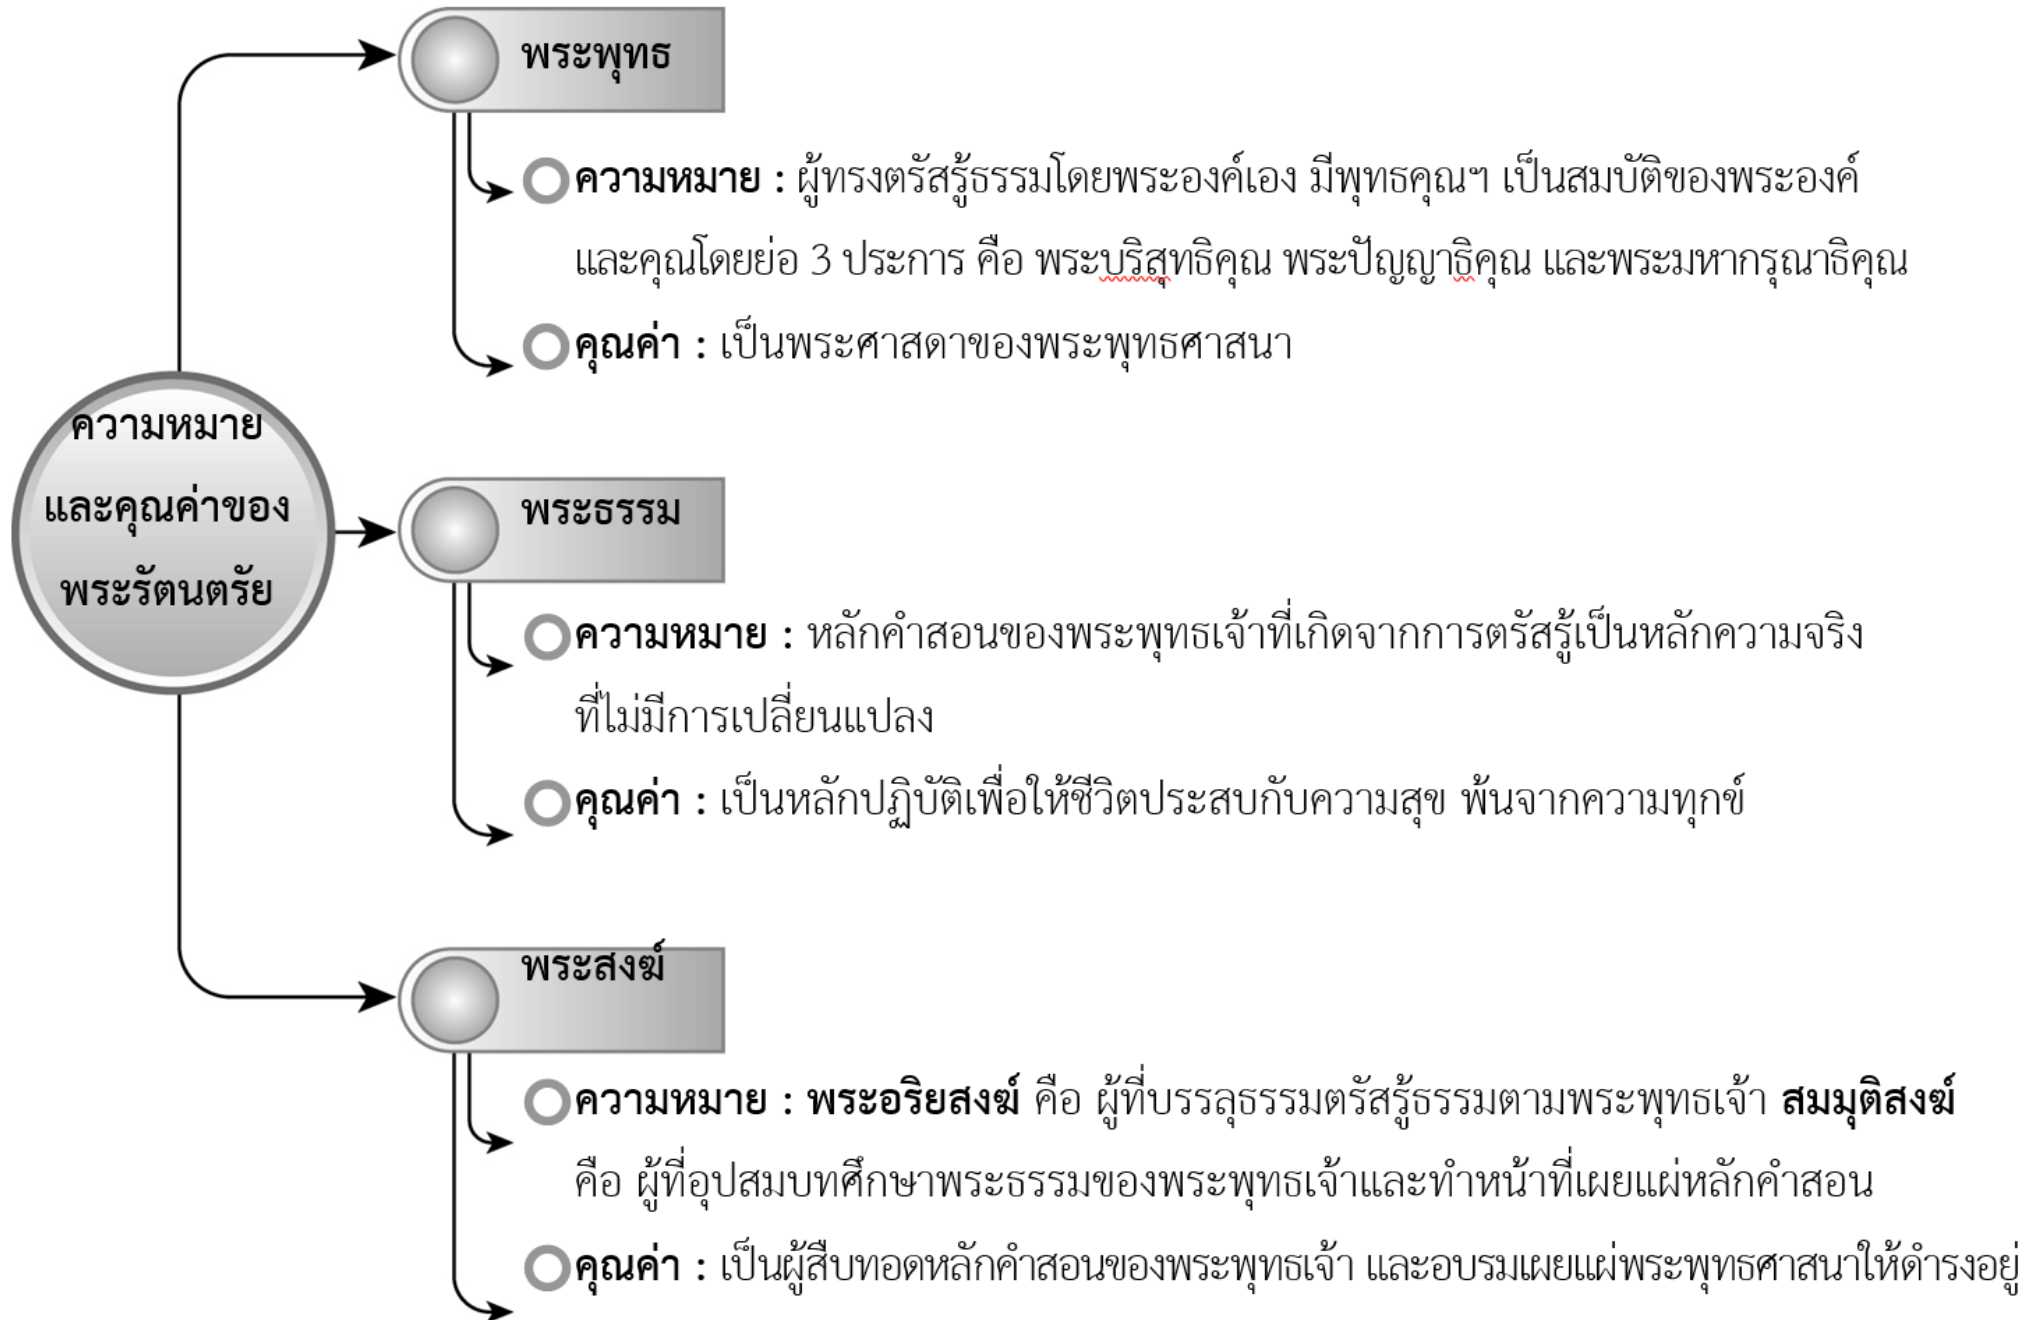 ความหมาย
และคุณค่าของ
พระรัตนตรัย
พระพุทธ
ความหมาย : ผู้ทรงตรัสรู้ธรรมโดยพระองค์เอง มีพุทธคุณฯ เป็นสมบัติของพระองค์
และคุณโดยย่อ 3 ประการ คือ พระบริสุทธิคุณ พระปัญญาธิคุณ และพระมหากรุณาธิคุณ
คุณค่า : เป็นพระศาสดาของพระพุทธศาสนา
พระธรรม
ความหมาย : หลักคำสอนของพระพุทธเจ้าที่เกิดจากการตรัสรู้เป็นหลักความจริง
ที่ไม่มีการเปลี่ยนแปลง
คุณค่า : เป็นหลักปฏิบัติเพื่อให้ชีวิตประสบกับความสุข พ้นจากความทุกข์
พระสงฆ์
ความหมาย : พระอริยสงฆ์ คือ ผู้ที่บรรลุธรรมตรัสรู้ธรรมตามพระพุทธเจ้า สมมุติสงฆ์
คือ ผู้ที่อุปสมบทศึกษาพระธรรมของพระพุทธเจ้าและทำหน้าที่เผยแผ่หลักคำสอน
คุณค่า : เป็นผู้สืบทอดหลักคำสอนของพระพุทธเจ้า และอบรมเผยแผ่พระพุทธศาสนาให้ดำรงอยู่